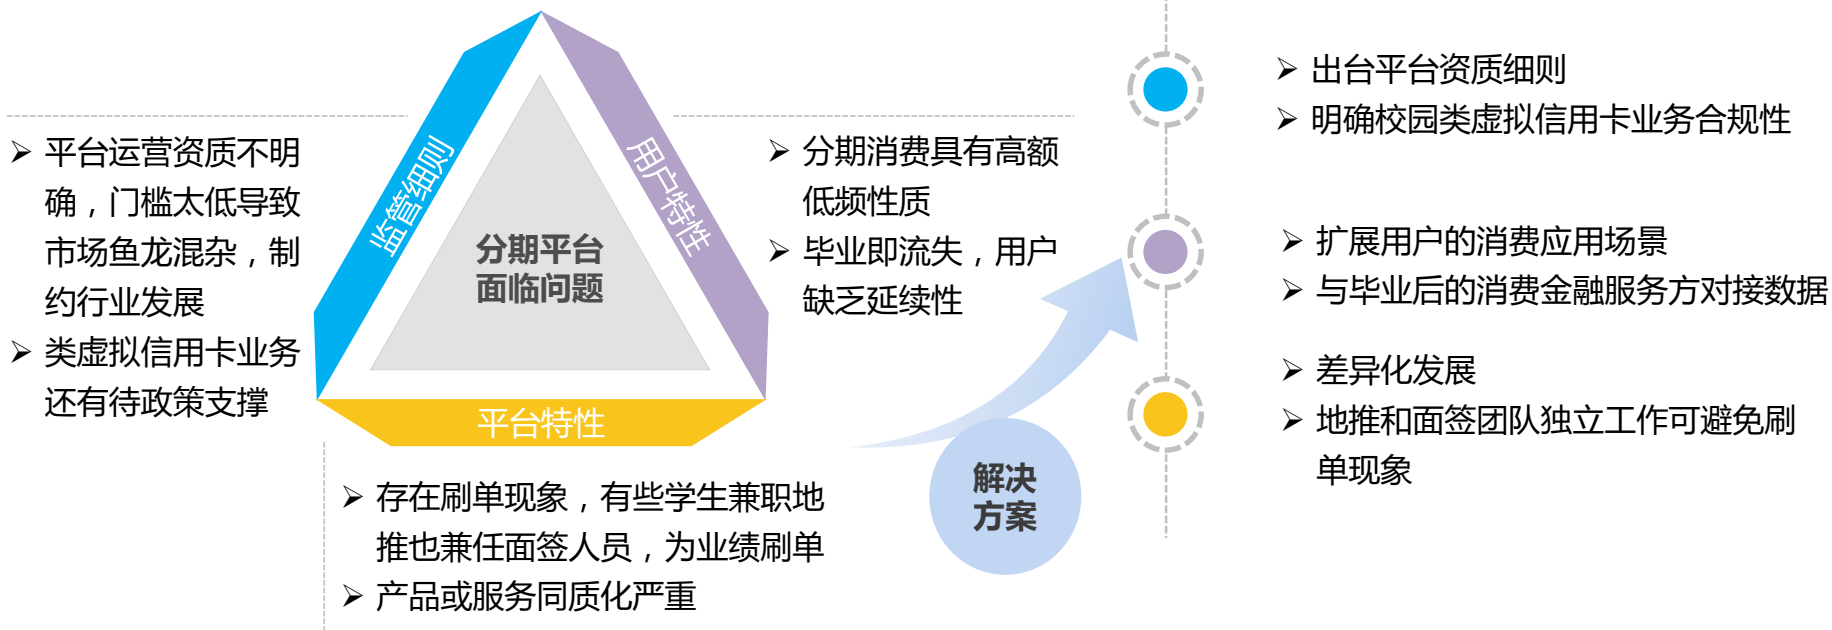 监管细则
用户特性
平台特性
分期平台
面临问题
➢ 平台运营资质不明
确，门槛太低导致
市场鱼龙混杂，制
约行业发展
➢ 类虚拟信用卡业务
还有待政策支撑
➢ 分期消费具有高额
低频性质
➢ 毕业即流失，用户
缺乏延续性
➢ 存在刷单现象，有些学生兼职地
推也兼任面签人员，为业绩刷单
➢ 产品或服务同质化严重
解决
方案
➢ 出台平台资质细则
➢ 明确校园类虚拟信用卡业务合规性
➢ 扩展用户的消费应用场景
➢ 与毕业后的消费金融服务方对接数据
➢ 差异化发展
➢ 地推和面签团队独立工作可避免刷
单现象